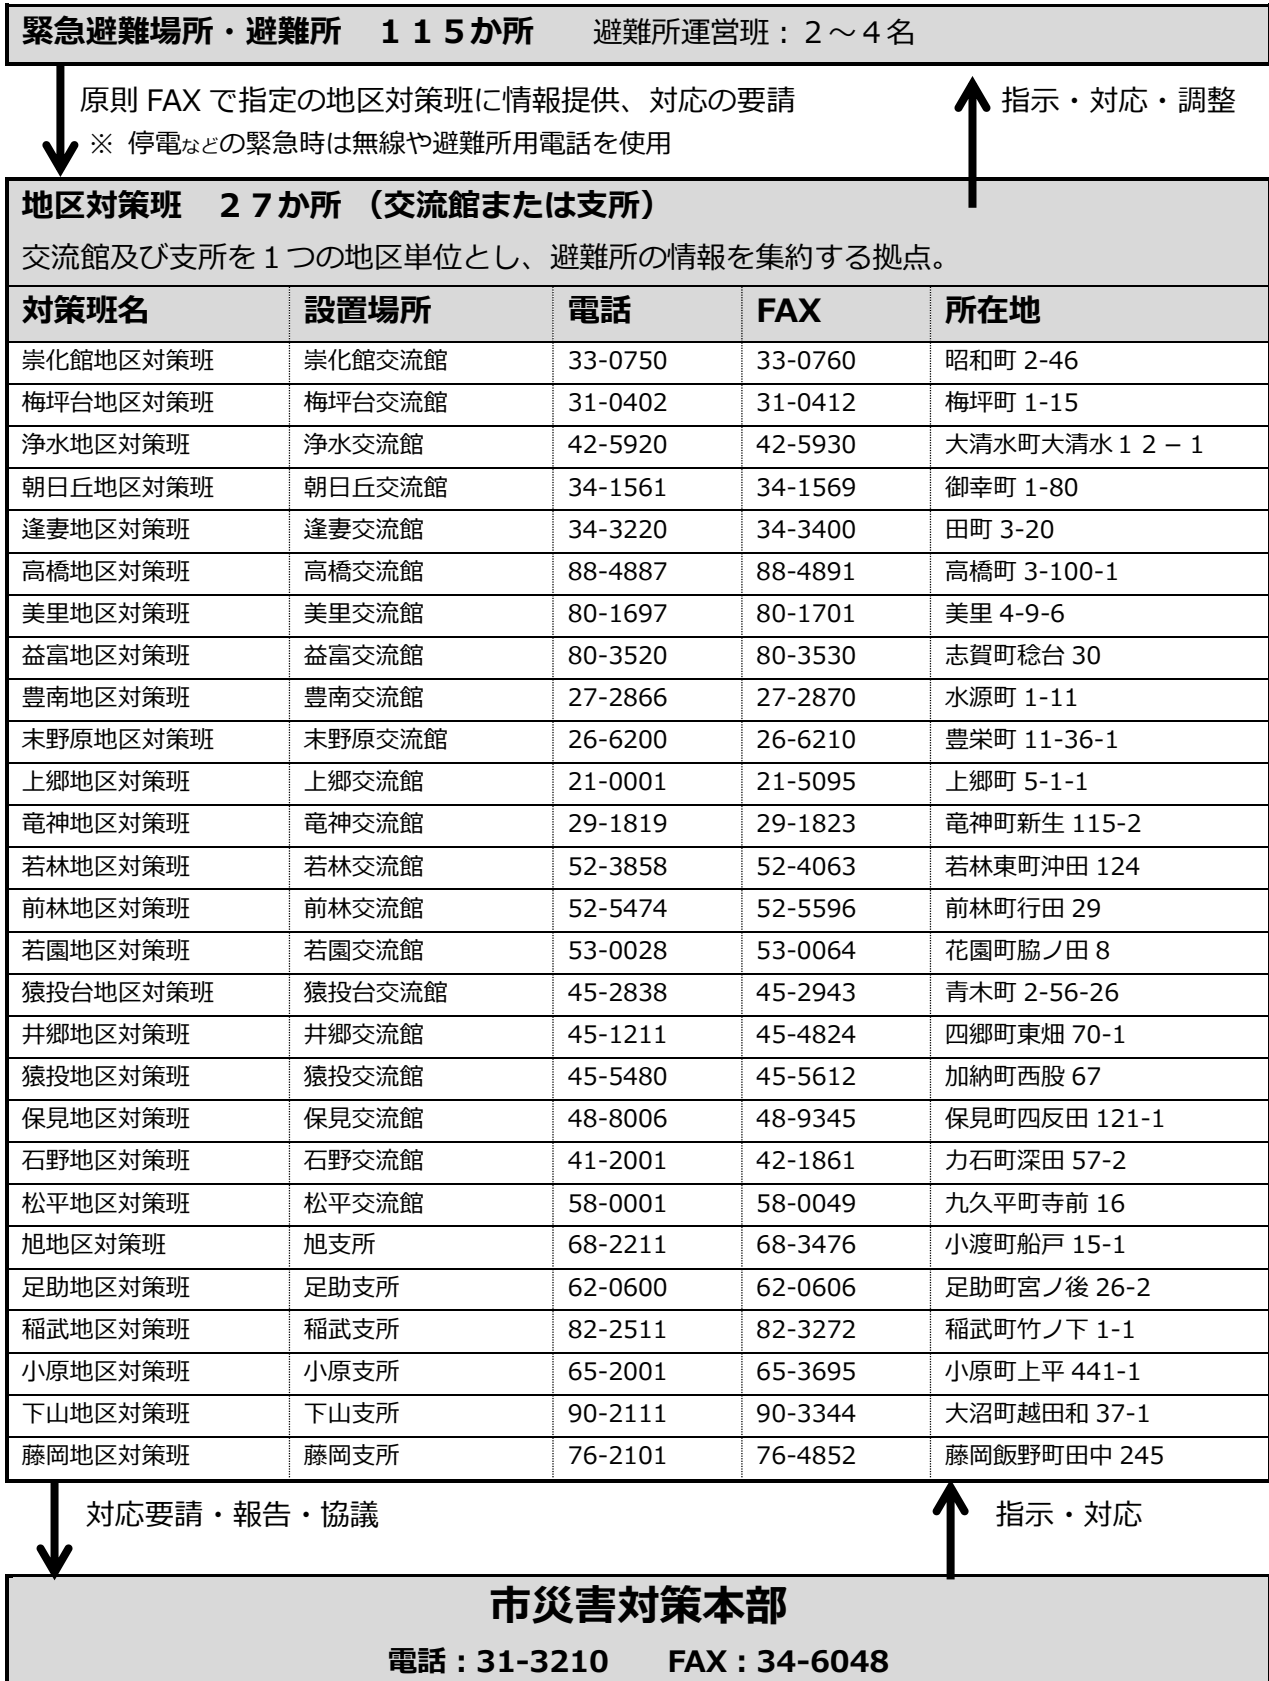 緊急避難場所・避難所　１１５か所　　避難所運営班：２～４名
原則 FAX で指定の地区対策班に情報提供、対応の要請　指示・対応・調整
※ 停電などの緊急時は無線や避難所用電話を使用
地区対策班　２７か所 （交流館または支所）
交流館及び支所を１つの地区単位とし、避難所の情報を集約する拠点。
対策班名　設置場所　電話　FAX　所在地
崇化館地区対策班　崇化館交流館　33-0750　33-0760　昭和町 2-46
梅坪台地区対策班　梅坪台交流館　31-0402　31-0412　梅坪町 1-15
浄水地区対策班　浄水交流館　42-5920　42-5930　大清水町大清水１２－１
朝日丘地区対策班　朝日丘交流館　34-1561　34-1569　御幸町 1-80
逢妻地区対策班　逢妻交流館　34-3220　34-3400　田町 3-20
高橋地区対策班　高橋交流館　88-4887　88-4891　高橋町 3-100-1
美里地区対策班　美里交流館　80-1697　80-1701　美里 4-9-6
益富地区対策班　益富交流館　80-3520　80-3530　志賀町稔台 30
豊南地区対策班　豊南交流館　27-2866　27-2870　水源町 1-11
末野原地区対策班　末野原交流館　26-6200　26-6210　豊栄町 11-36-1
上郷地区対策班　上郷交流館　21-0001　21-5095　上郷町 5-1-1
竜神地区対策班　竜神交流館　29-1819　29-1823　竜神町新生 115-2
若林地区対策班　若林交流館　52-3858　52-4063　若林東町沖田 124
前林地区対策班　前林交流館　52-5474　52-5596　前林町行田 29
若園地区対策班　若園交流館　53-0028　53-0064　花園町脇ノ田 8
猿投台地区対策班　猿投台交流館　45-2838　45-2943　青木町 2-56-26
井郷地区対策班　井郷交流館　45-1211　45-4824　四郷町東畑 70-1
猿投地区対策班　猿投交流館　45-5480　45-5612　加納町西股 67
保見地区対策班　保見交流館　48-8006　48-9345　保見町四反田 121-1
石野地区対策班　石野交流館　41-2001　42-1861　力石町深田 57-2
松平地区対策班　松平交流館　58-0001　58-0049　九久平町寺前 16
旭地区対策班　旭支所　68-2211　68-3476　小渡町船戸 15-1
足助地区対策班　足助支所　62-0600　62-0606　足助町宮ノ後 26-2
稲武地区対策班　稲武支所　82-2511　82-3272　稲武町竹ノ下 1-1
小原地区対策班　小原支所　65-2001　65-3695　小原町上平 441-1
下山地区対策班　下山支所　90-2111　90-3344　大沼町越田和 37-1
藤岡地区対策班　藤岡支所　76-2101　76-4852　藤岡飯野町田中 245
対応要請・報告・協議　指示・対応
市災害対策本部
電話：31-3210　FAX：34-6048